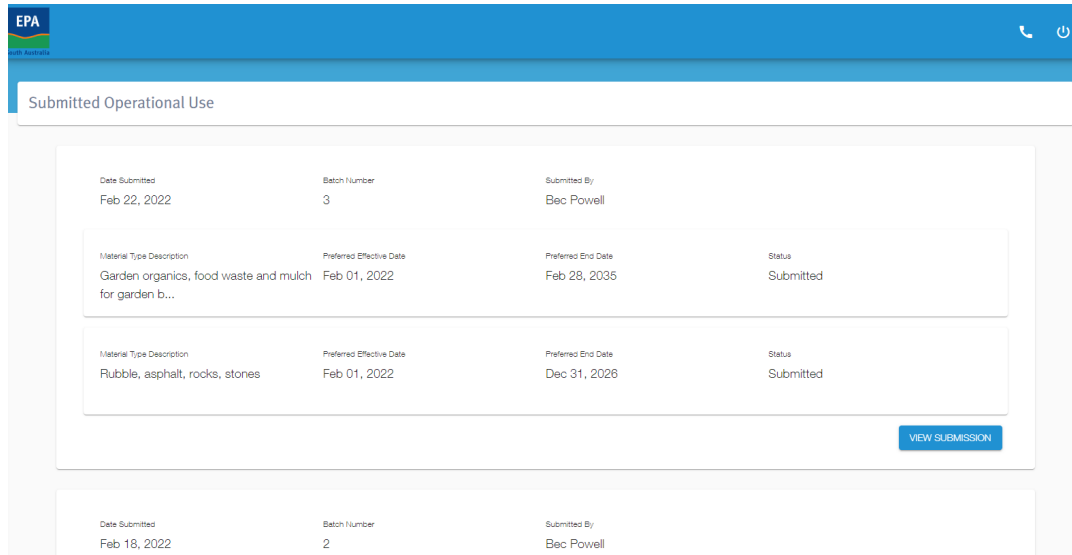 EPA
South Australia
Submitted Operational Use
Date Submitted Batch Number Submitted By
Feb 22, 2022 3 Bec Powell
Material Type Description Preferred Effective Date Preferred End Date Status
Garden organics, food waste and mulch Feb 01, 2022 Feb 28, 2035 Submitted
for garden b...
Material Type Description Preferred Effective Date Preferred End Date Status
Rubble, asphalt, rocks, stones Feb 01, 2022 Dec 31, 2026 Submitted
VIEW SUBMISSION
Date Submitted Batch Number Submitted By
Feb 18, 2022 2 Bec Powell